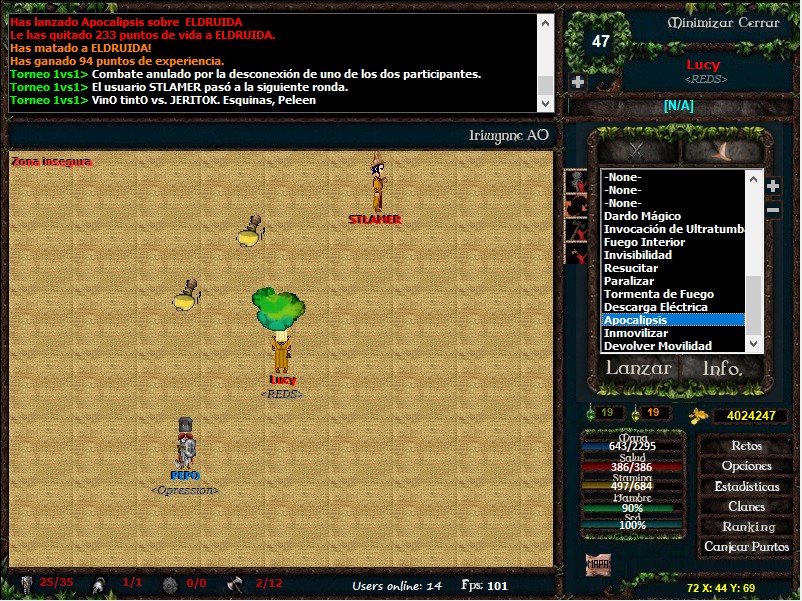 Has lanzado Apocalipsis sobre  ELDRUIDA
Le has quitado 233 puntos de vida a ELDRUIDA.
Has matado a ELDRUIDA!
Has ganado 94 puntos de experiencia.
Torneo 1vs1> Combate anulado por la desconexión de uno de los dos participantes.
Torneo 1vs1> El usuario STLAMER pasó a la siguiente ronda.
Torneo 1vs1> VinO tintO vs. JERITOK. Esquinas, Peleen
Minimizar Cerrar
47
Lucy
<REDS>
[N/A]
Iriwynne AO
Zona insegura
STLAMER
Lucy
<REDS>
PEPO
<Opression>
-None-
-None-
-None-
Dardo Mágico
Invocación de Ultratumb
Fuego Interior
Invisibilidad
Resucitar
Paralizar
Tormenta de Fuego
Descarga Eléctrica
Apocalipsis
Inmovilizar
Devolver Movilidad
Lanzar Info.
19 19 4024247
Mana
643/2295
Salud
386/386
Stamina
497/684
Hambre
90%
Sed
100%
Retos
Opciones
Estadisticas
Clanes
Ranking
Canjear Puntos
MAPA
25/35 1/1 0/0 2/12 Users online: 14 Fps: 101
72 X: 44 Y: 69